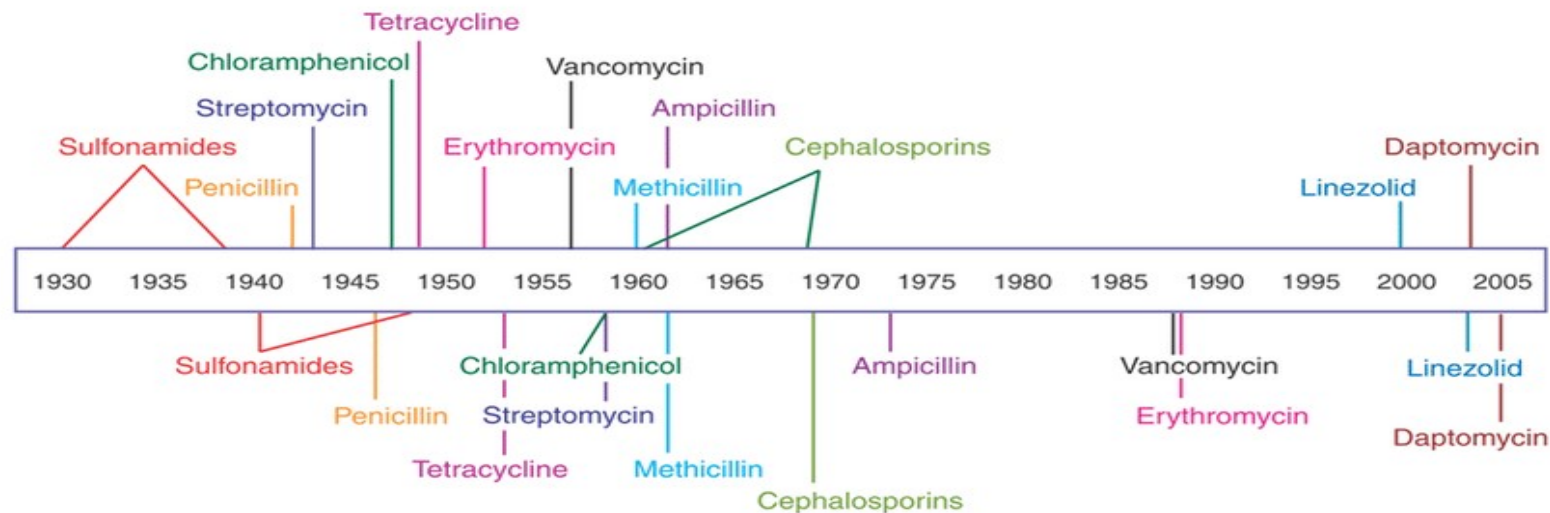 Tetracycline
Chloramphenicol
Vancomycin
Streptomycin
Ampicillin
Sulfonamides
Erythromycin
Cephalosporins
Daptomycin
Penicillin
Methicillin
Linezolid
1930 1935 1940 1945 1950 1955 1960 1965 1970 1975 1980 1985 1990 1995 2000 2005
Sulfonamides
Chloramphenicol
Ampicillin
Vancomycin
Linezolid
Penicillin
Streptomycin
Erythromycin
Daptomycin
Tetracycline
Methicillin
Cephalosporins